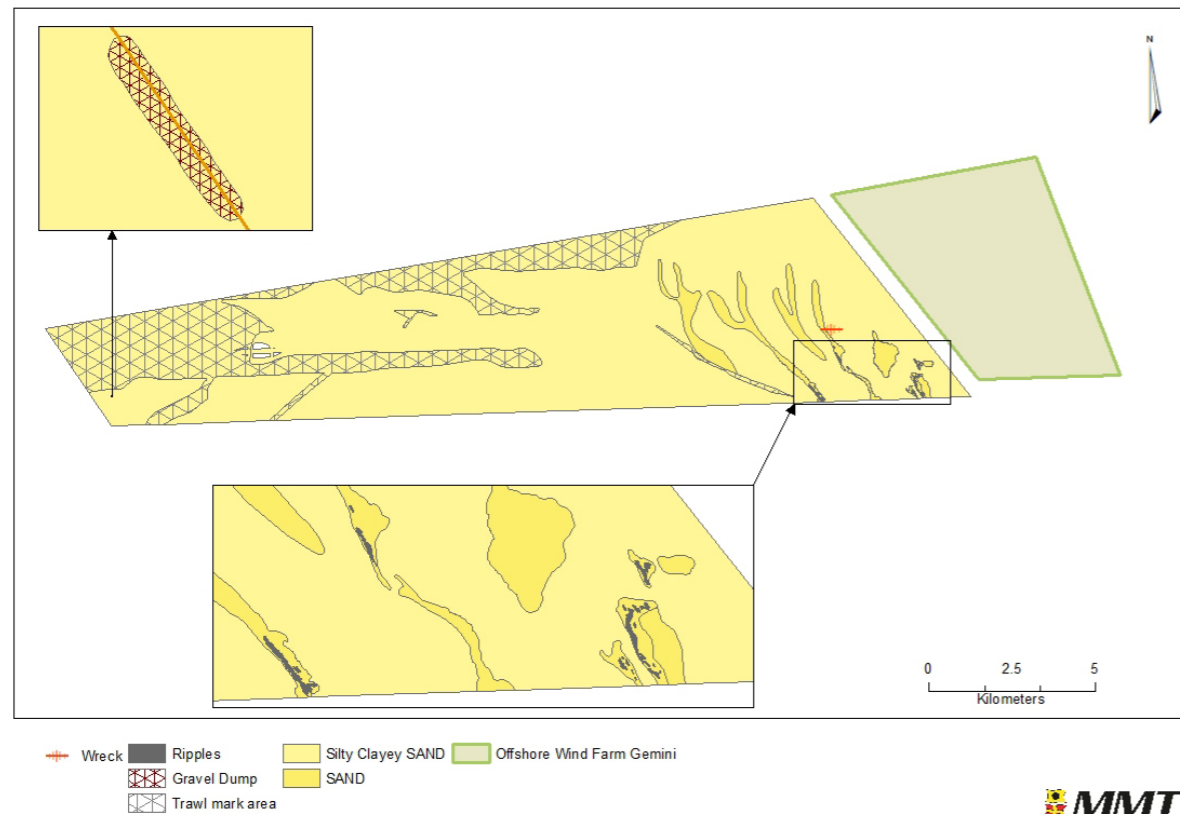 N
0 2.5 5
Kilometers
Wreck Ripples Silty Clayey SAND Offshore Wind Farm Gemini
Gravel Dump SAND
Trawl mark area
MMT